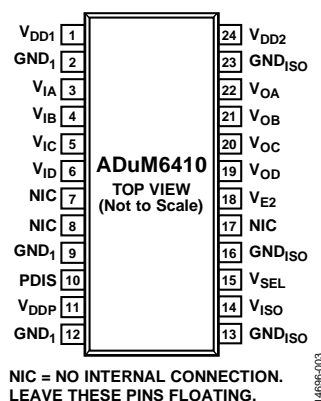 VDD1 1 24 VDD2
GND1 2 23 GNDISO
VIA 3 22 VOA
VIB 4 21 VOB
VIC 5 20 VOC
VID 6 19 VOD
ADuM6410
TOP VIEW
(Not to Scale)
NIC 7 18 VE2
NIC 8 17 NIC
GND1 9 16 GNDISO
PDIS 10 15 VSEL
VDDP 11 14 VISO
GND1 12 13 GNDISO
NIC = NO INTERNAL CONNECTION.
LEAVE THESE PINS FLOATING.
14696-003